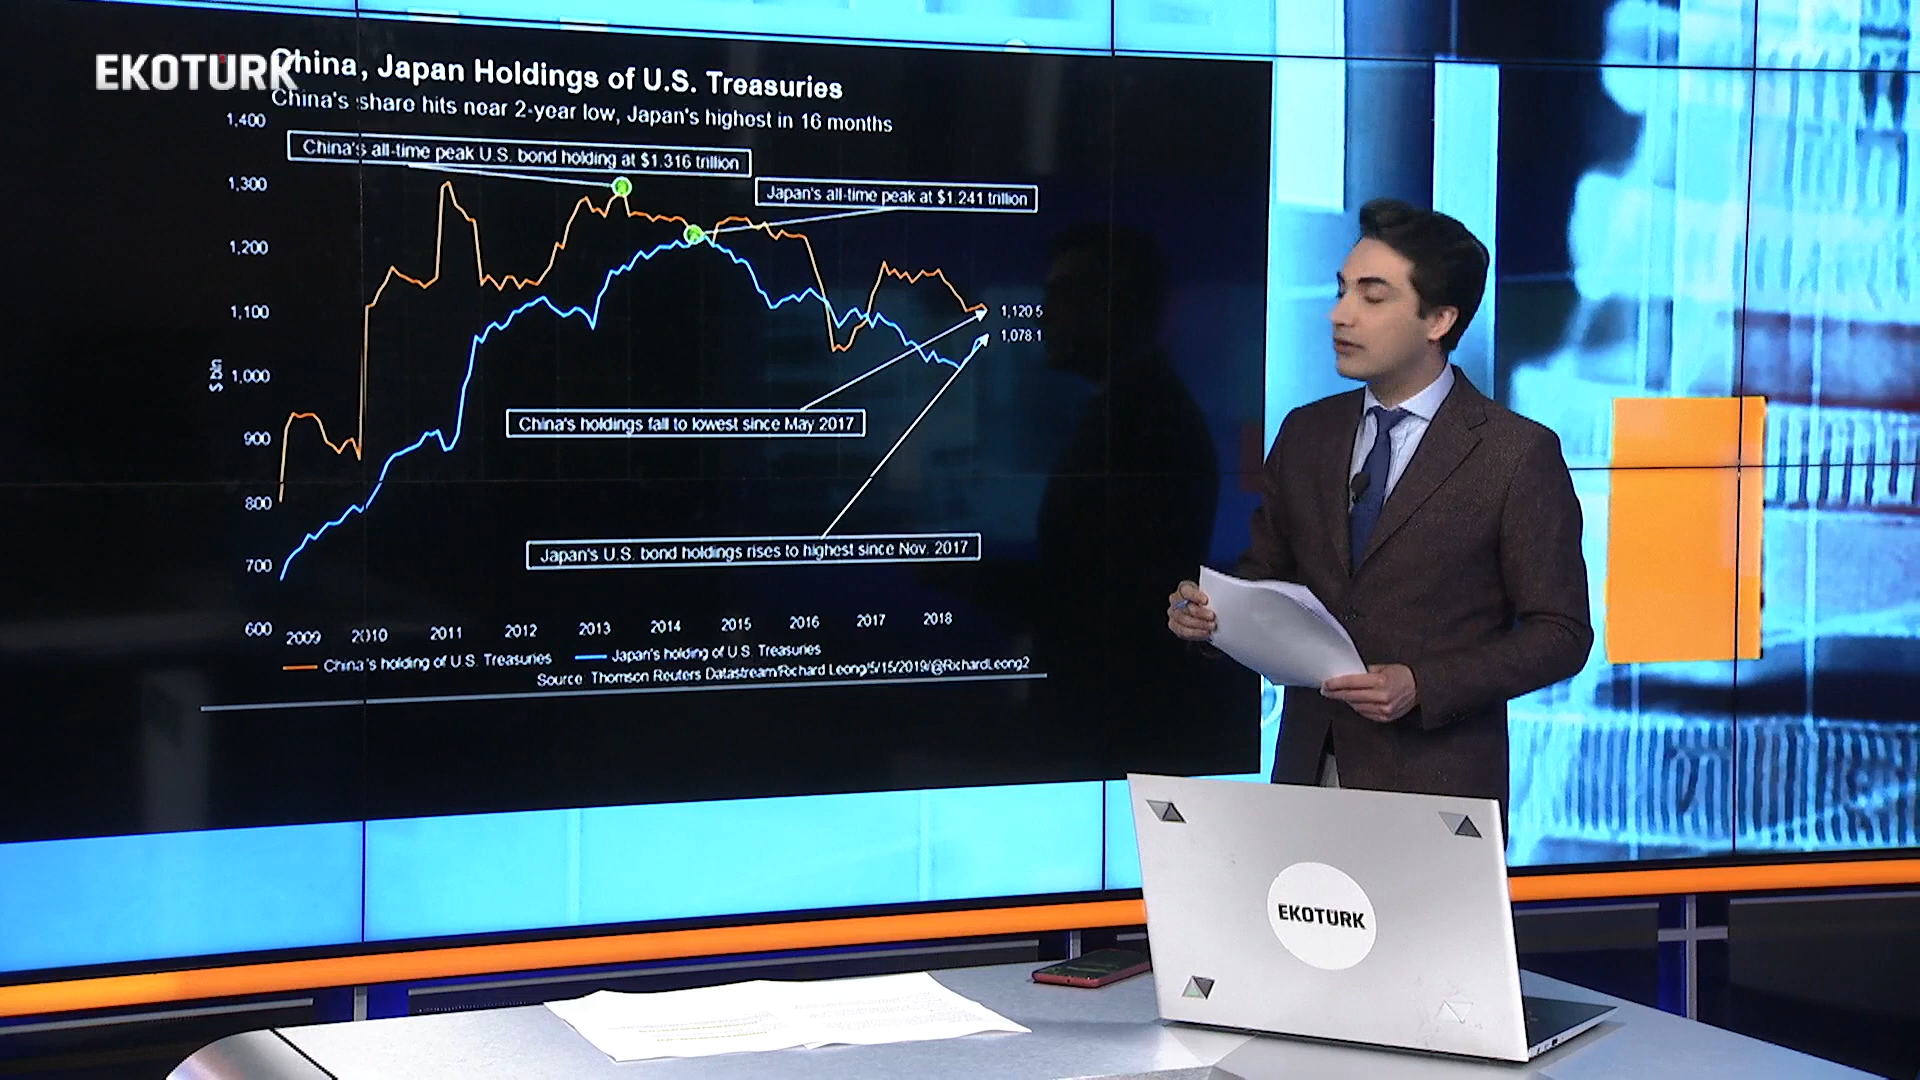 EKOTÜRK
China, Japan Holdings of U.S. Treasuries
China's share hits near 2-year low, Japan's highest in 16 months
1,400
China's all-time peak U.S. bond holding at $1.316 trillion
1,300
Japan's all-time peak at $1.241 trillion
1,200
1,100
1,120.5
1,078.1
$ bln
1,000
900
China's holdings fall to lowest since May 2017
800
Japan's U.S. bond holdings rises to highest since Nov. 2017
700
600
2009 2010 2011 2012 2013 2014 2015 2016 2017 2018
China's holding of U.S. Treasuries Japan's holding of U.S. Treasuries
Source: Thomson Reuters Datastream/Richard Leong/5/15/2019/@RichardLeong2
EKOTÜRK